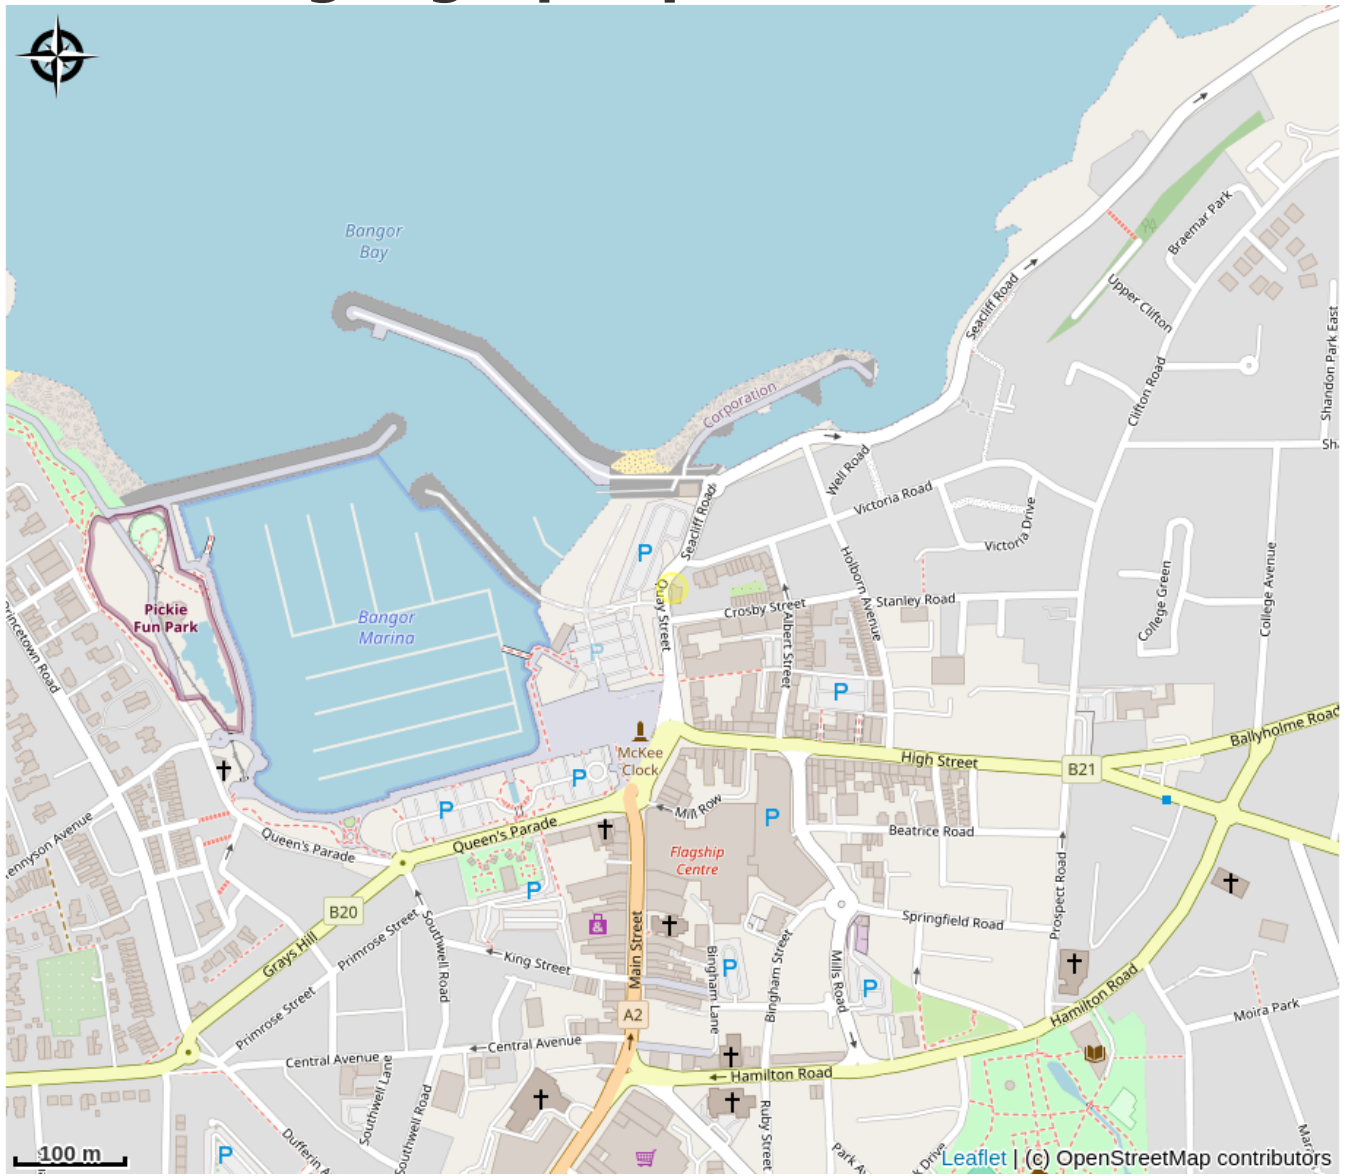 Bangor
Bay
Corporation
Seacliff Road
Braemar Park
Upper Clifton
Clifton Road
Shandon Park East
Well Road
Victoria Road
Seacliff Road
Victoria Drive
Holborn Avenue
College Green
College Avenue
P
Quay Street
Crosby Street
Stanley Road
Albert Street
Pickie
Fun Park
Bangor
Marina
Princetown Road
P
P
McKee
Clock
High Street
B21
Ballyholme Road
P
P
P
Mill Row
Queen's Parade
Queen's Parade
Beatrice Road
Flagship
Centre
P
B20
Grays Hill
Primrose Street
Southwell Road
King Street
Main Street
Springfield Road
Prospect Road
Bingham Lane
Bingham Street
Mills Road
P
P
Hamilton Road
Moira Park
Primrose Street
A2
Central Avenue
Central Avenue
Southwell Lane
Southwell Road
Hamilton Road
Ruby Street
P
100 m
Leaflet | (c) OpenStreetMap contributors